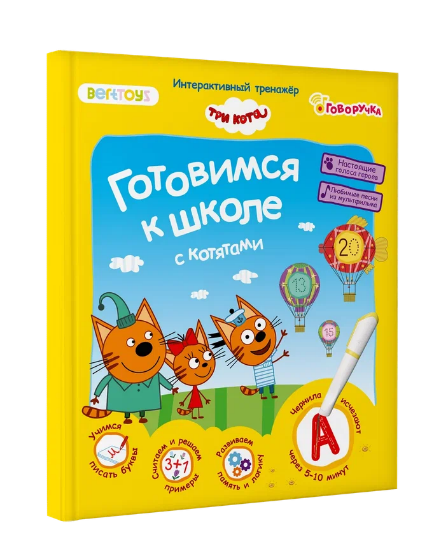 Интерактивный тренажёр
BertToys
ТРИ КОТА
ГОВОРУЧКА
Готовимся
к школе
с котятами
Настоящие
голоса героев
Любимые песни
из мультфильма
20
13
15
Учимся
писать буквы
Считаем и решаем
3+1
примеры
Развиваем
память и логику
Чернила исчезают
А
через 5-10 минут